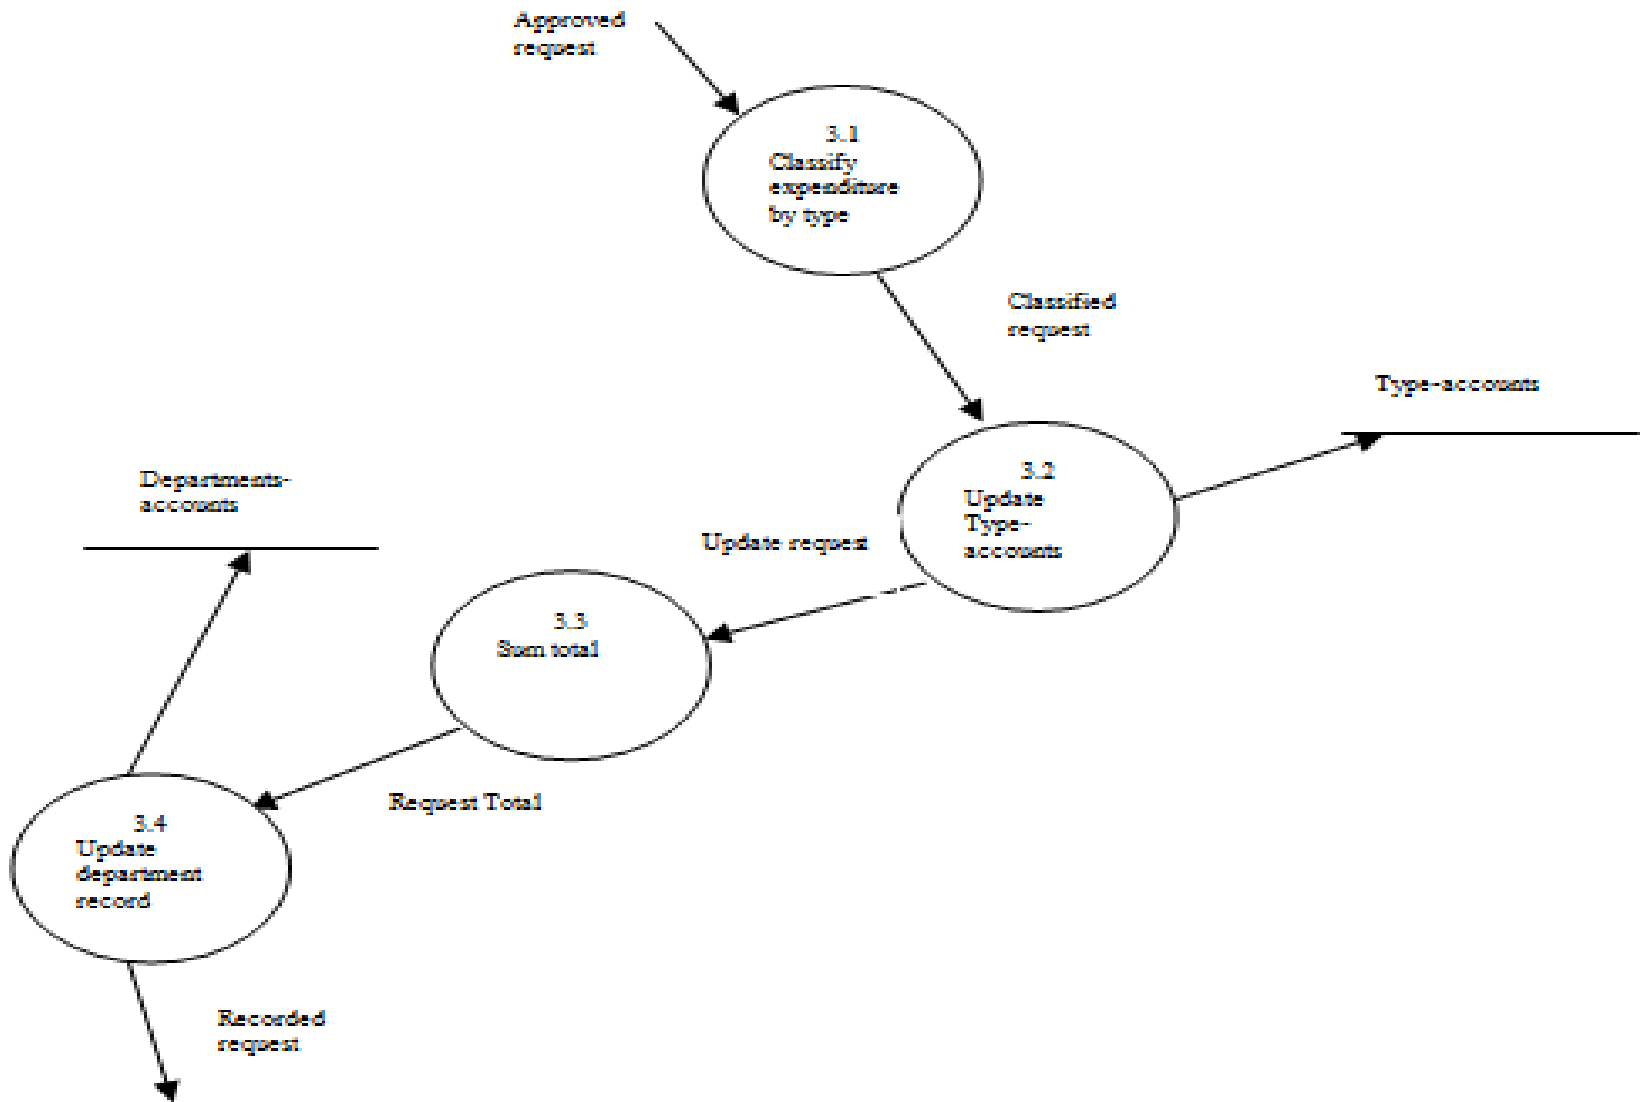 Approved
request
3.1
Classify
expenditure
by type
Classified
request
Type-accounts
3.2
Update
Type-
accounts
Departments-
accounts
Update request
3.3
Sum total
Request Total
3.4
Update
department
record
Recorded
request